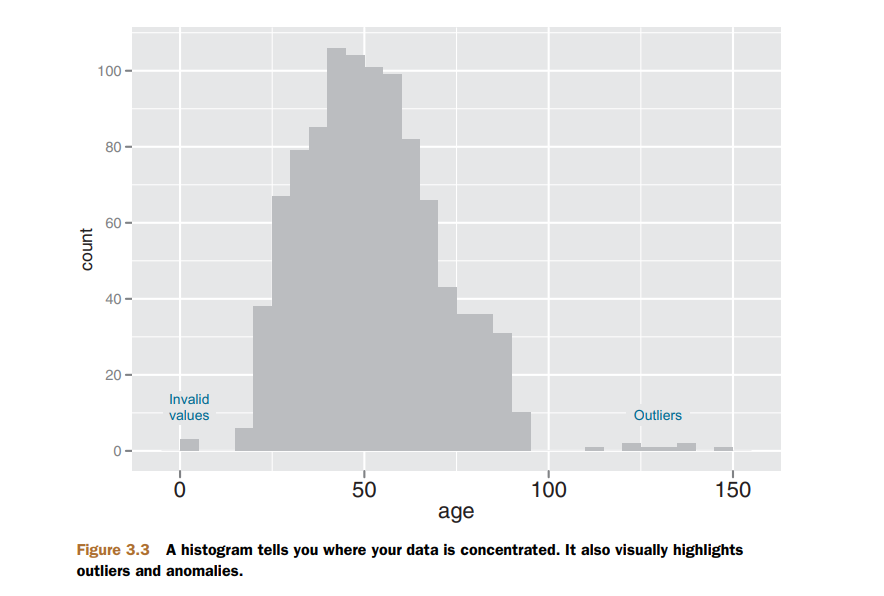 100
80
60
40
20
0
count
Invalid
values
Outliers
0 50 100 150
age
Figure 3.3 A histogram tells you where your data is concentrated. It also visually highlights
outliers and anomalies.